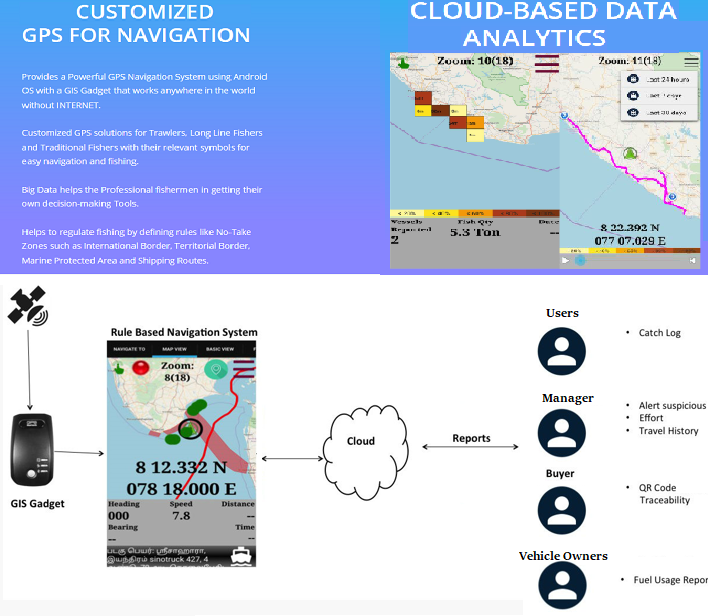 CUSTOMIZED
GPS FOR NAVIGATION
Provides a Powerful GPS Navigation System using Android
OS with a GIS Gadget that works anywhere in the world
without INTERNET.
Customized GPS solutions for Trawlers, Long Line Fishers
and Traditional Fishers with their relevant symbols for
easy navigation and fishing.
Big Data helps the Professional fishermen in getting their
own decision-making Tools.
Helps to regulate fishing by defining rules like No-Take
Zones such as International Border, Territorial Border,
Marine Protected Area and Shipping Routes.
CLOUD-BASED DATA
ANALYTICS
Zoom: 10(18)
Vessels
Reported
2
Fish Qty
5.3 Ton
--
Zoom: 11(18)
Last 24 hours
Last 7 days
Last 30 days
8 22.392 N
077 07.029 E
GIS Gadget
Rule Based Navigation System
NAVIGATE TO
MAP VIEW
BASIC VIEW
Zoom:
8(18)
8 12.332 N
078 18.000 E
Heading
Speed
Distance
000
7.8
--
Bearing
Time
--
--
படகு பெயர்: ஸ்ரீசாஹாரா,
இயந்திரம் sinotruck 427, 4
Cloud
Reports
Users
Catch Log
Manager
Alert suspicious
Effort
Travel History
Buyer
QR Code
Traceability
Vehicle Owners
Fuel Usage Repor